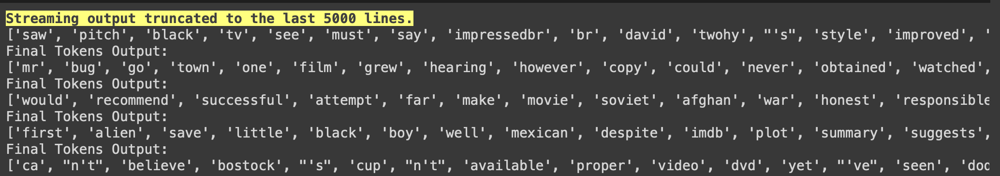 Streaming output truncated to the last 5000 lines.
['saw', 'pitch', 'black', 'tv', 'see', 'must', 'say', 'impressedbr', 'br', 'david', 'twohy', "'s", 'style', 'improved', '
Final Tokens Output:
['mr', 'bug', 'go', 'town', 'one', 'film', 'grew', 'hearing', 'however', 'copy', 'could', 'never', 'obtained', 'watched',
Final Tokens Output:
['would', 'recommend', 'successful', 'attempt', 'far', 'make', 'movie', 'soviet', 'afghan', 'war', 'honest', 'responsible
Final Tokens Output:
['first', 'alien', 'save', 'little', 'black', 'boy', 'well', 'mexican', 'despite', 'imdb', 'plot', 'summary', 'suggests',
Final Tokens Output:
['ca', "n't", 'believe', 'bostock', "'s", 'cup', "n't", 'available', 'proper', 'video', 'dvd', 'yet', "'ve", 'seen',